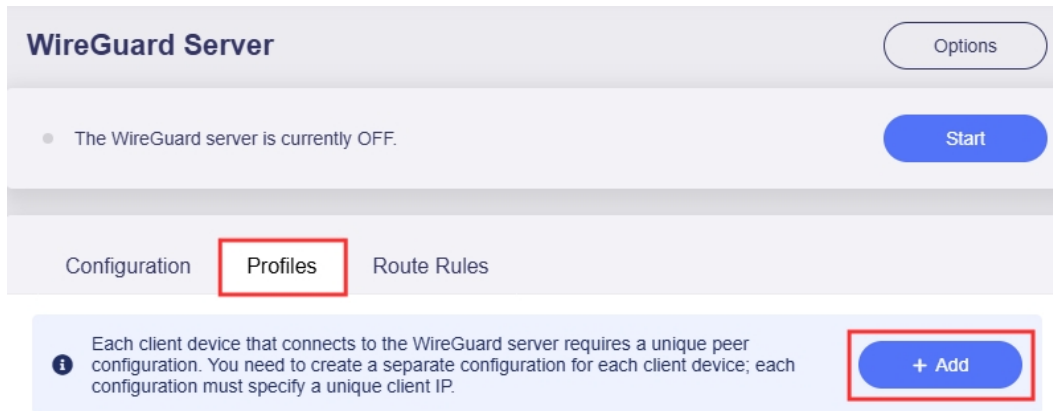 WireGuard Server
Options
The WireGuard server is currently OFF.
Start
Configuration
Profiles
Route Rules
Each client device that connects to the WireGuard server requires a unique peer
configuration. You need to create a separate configuration for each client device; each
configuration must specify a unique client IP.
+ Add